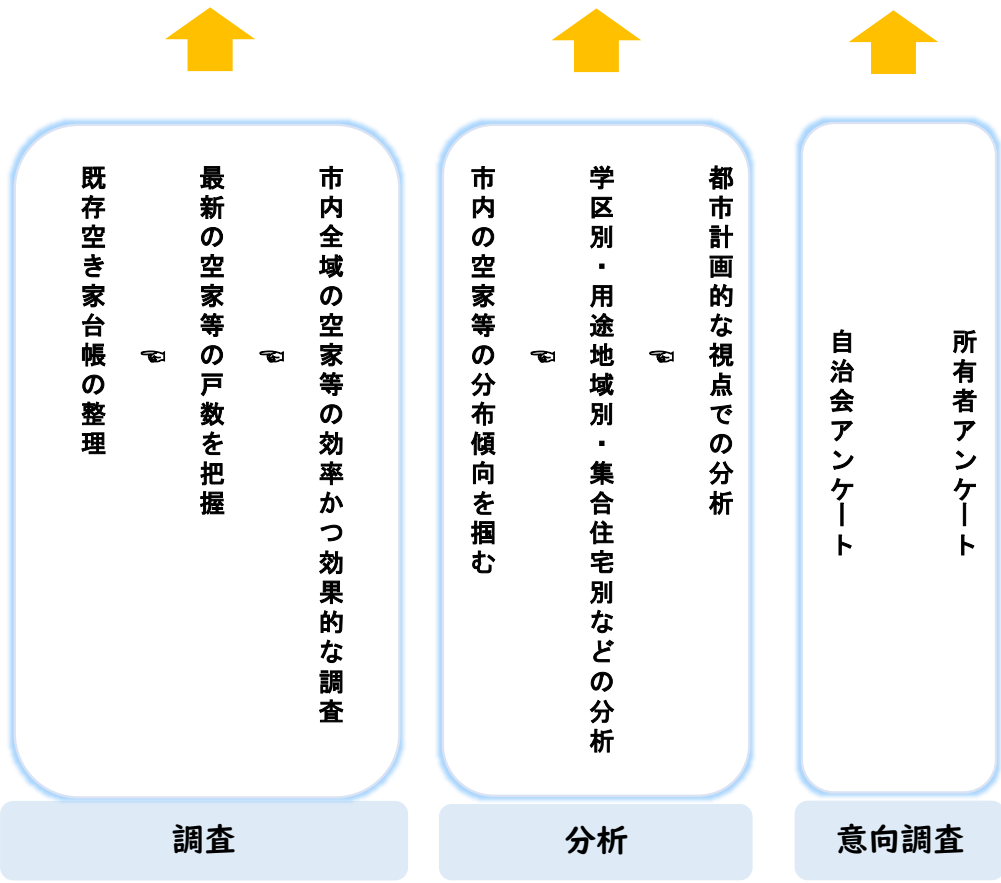 市内全域の空家等の効率かつ効果的な調査
☜
最新の空家等の戸数を把握
☜
既存空き家台帳の整理
調査
都市計画的な視点での分析
☜
学区別・用途地域別・集合住宅別などの分析
☜
市内の空家等の分布傾向を掴む
分析
所有者アンケート
自治会アンケート
意向調査